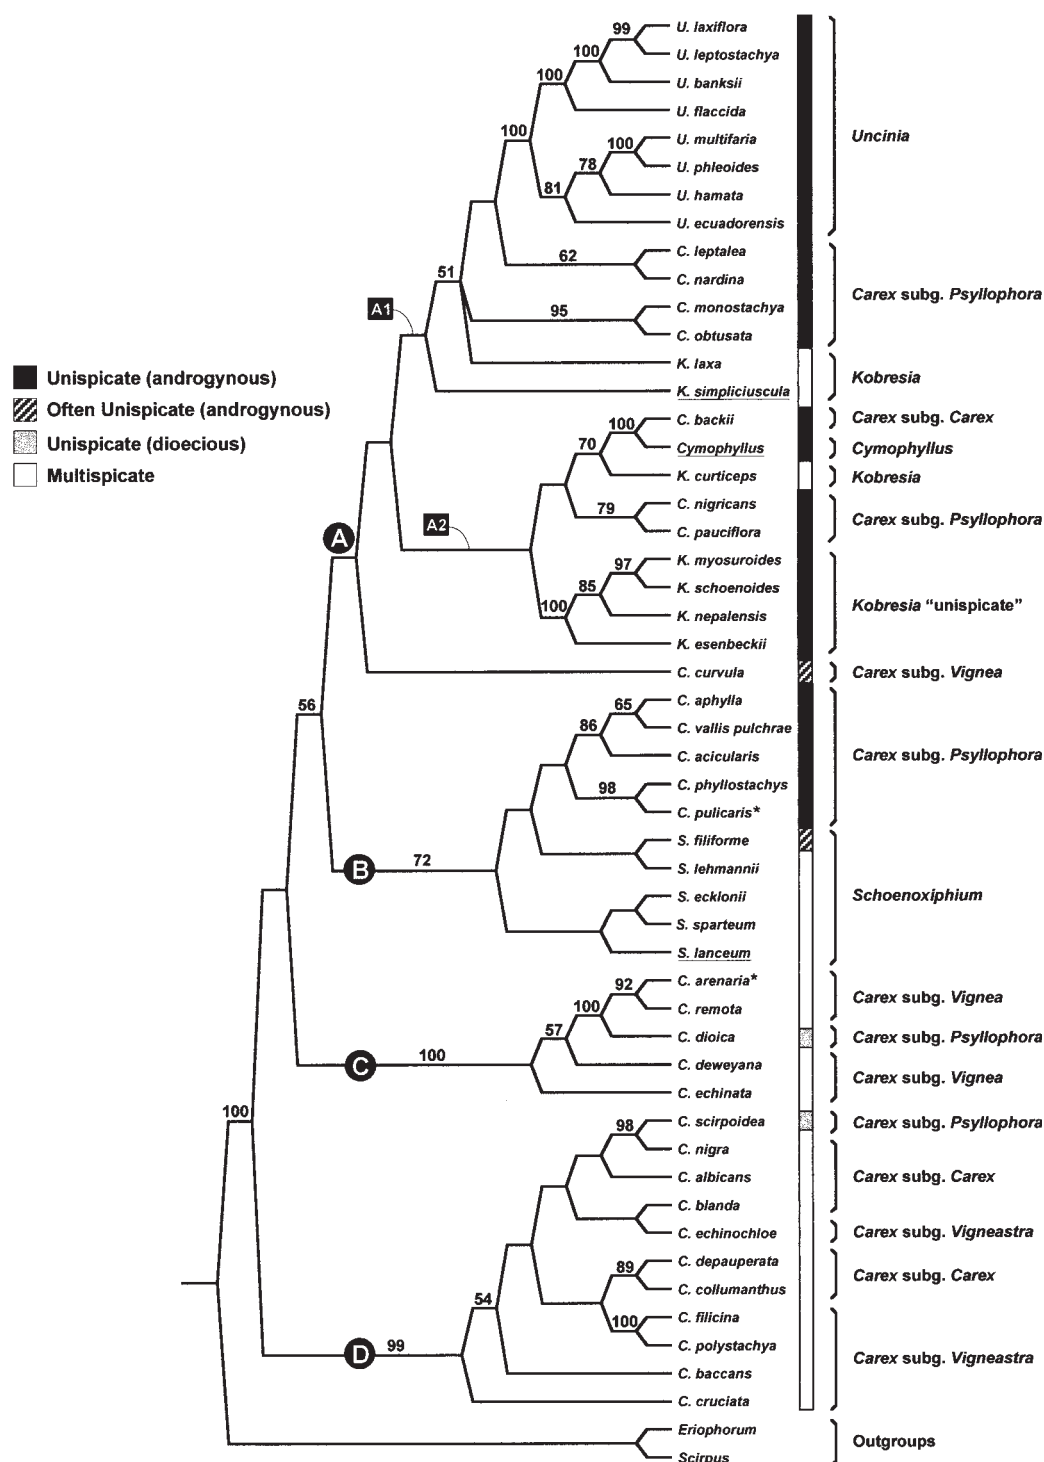 99
U. laxiflora
100
U. leptostachya
100
U. banksii
U. flaccida
100
100
U. multifaria
Uncinia
78
U. phleoides
81
U. hamata
U. ecuadorensis
62
C. leptalea
51
C. nardina
A1
95
C. monostachya
Carex subg. Psyllophora
C. obtusata
K. laxa
Unispicate (androgynous)
Kobresia
K. simpliciuscula
Often Unispicate (androgynous)
100
C. backii
Carex subg. Carex
Unispicate (dioecious)
70
Cymophyllus
Cymophyllus
Multispicate
K. curticeps
Kobresia
79
C. nigricans
A2
Carex subg. Psyllophora
C. pauciflora
A
97
K. myosuroides
85
K. schoenoides
100
K. nepalensis
Kobresia “unispicate”
K. esenbeckii
C. curvula
Carex subg. Vignea
56
65
C. aphylla
86
C. vallis pulchrae
C. acicularis
Carex subg. Psyllophora
98
C. phyllostachys
C. pulicaris*
S. filiforme
B
72
S. lehmannii
S. ecklonii
Schoenoxiphium
S. sparteum
S. lanceum
92
C. arenaria*
100
C. remota
Carex subg. Vignea
57
C. dioica
Carex subg. Psyllophora
C
100
C. deweyana
Carex subg. Vignea
C. echinata
100
98
C. scirpoidea
Carex subg. Psyllophora
C. nigra
C. albicans
Carex subg. Carex
C. blanda
C. echinochloe
Carex subg. Vigneastra
89
C. depauperata
Carex subg. Carex
C. collumanthus
54
100
C. filicina
D
99
C. polystachya
Carex subg. Vigneastra
C. baccans
C. cruciata
Eriophorum
Outgroups
Scirpus